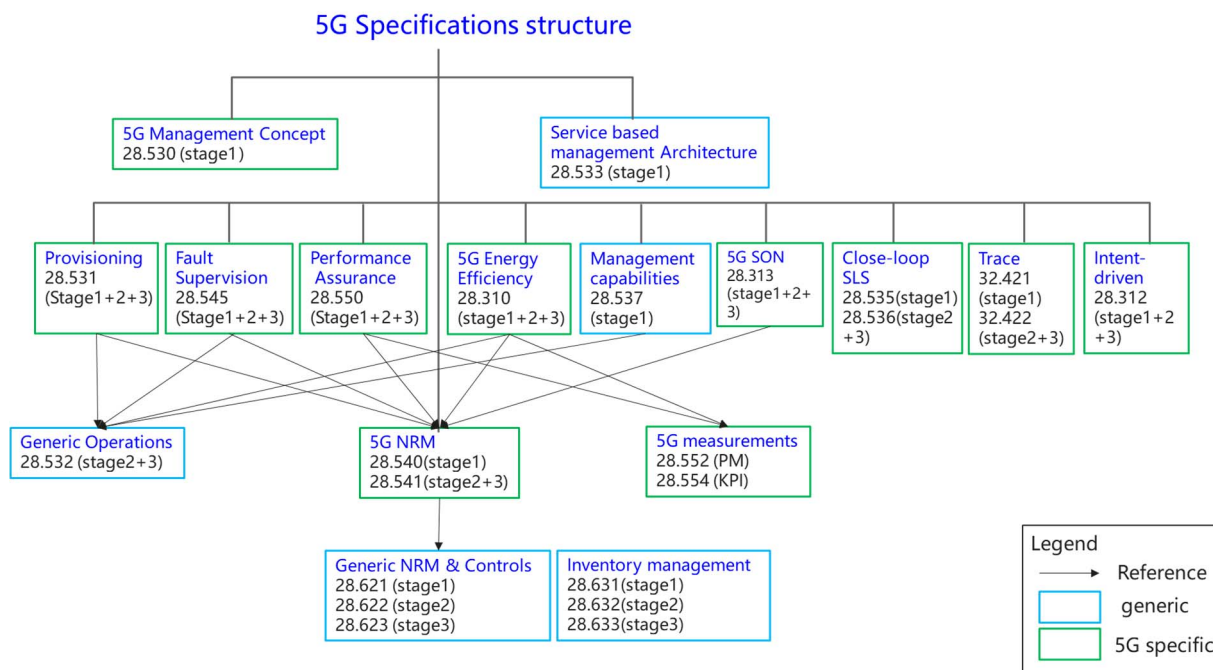 5G Specifications structure
5G Management Concept
28.530 (stage1)
Service based
management Architecture
28.533 (stage1)
Provisioning
28.531
(Stage1+2+3)
Fault
Supervision
28.545
(Stage1+2+3)
Performance
Assurance
28.550
(Stage1+2+3)
5G Energy
Efficiency
28.310
(stage1+2+3)
Management
capabilities
28.537
(stage1)
5G SON
28.313
(stage1+2+
3)
Close-loop
SLS
28.535(stage1)
28.536(stage2
+3)
Trace
32.421
(stage1)
32.422
(stage2+3)
Intent-
driven
28.312
(stage1+2
+3)
Generic Operations
28.532 (stage2+3)
5G NRM
28.540(stage1)
28.541(stage2+3)
5G measurements
28.552 (PM)
28.554 (KPI)
Generic NRM & Controls
28.621 (stage1)
28.622 (stage2)
28.623 (stage3)
Inventory management
28.631(stage1)
28.632(stage2)
28.633(stage3)
Legend
Reference
generic
5G specific